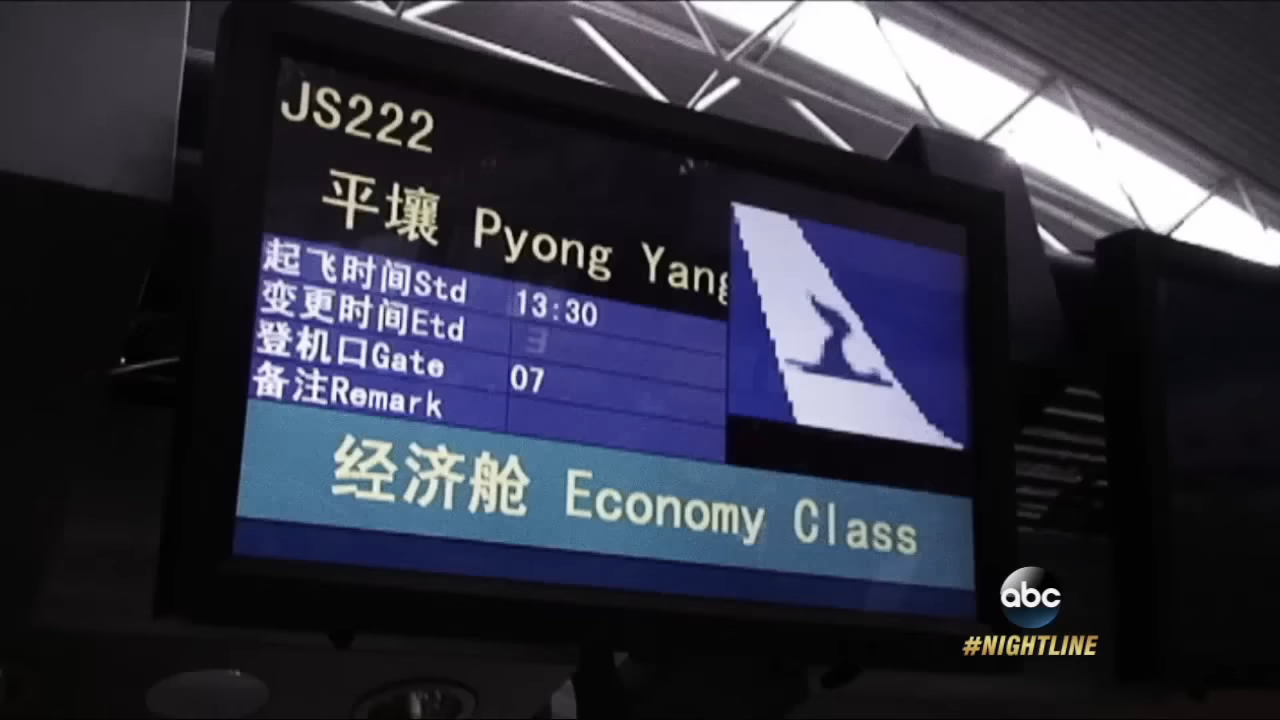 JS222
平壤 Pyong Yang
起飞时间Std 13:30
变更时间Etd
登机口Gate 07
备注Remark
经济舱 Economy Class
abc
#NIGHTLINE